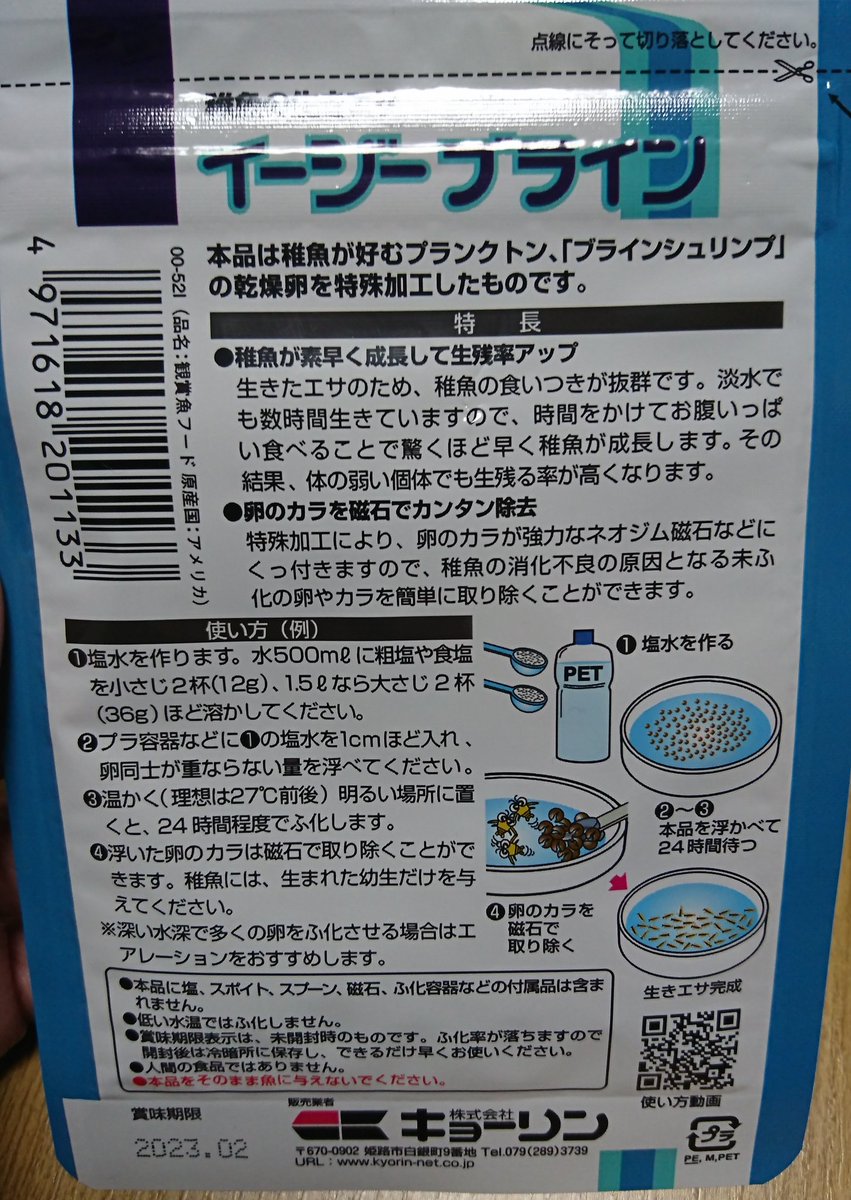 点線にそって切り落としてください。
イージーブライン
本品は稚魚が好むプランクトン、「ブラインシュリンプ」
の乾燥卵を特殊加工したものです。
特 長
●稚魚が素早く成長して生残率アップ
生きたエサのため、稚魚の食いつきが抜群です。淡水で
も数時間生きていますので、時間をかけてお腹いっぱ
い食べることで驚くほど早く稚魚が成長します。その
結果、体の弱い個体でも生残る率が高くなります。
●卵のカラを磁石でカンタン除去
特殊加工により、卵のカラが強力なネオジム磁石などに
くっ付きますので、稚魚の消化不良の原因となる未ふ
化の卵やカラを簡単に取り除くことができます。
4 971618 201133
00-521 (品名:観賞魚フード 原産国:アメリカ)
使い方(例)
❶塩水を作ります。水500mℓに粗塩や食塩
を小さじ2杯(12g)、1.5ℓなら大さじ2杯
(36g)ほど溶かしてください。
❷プラ容器などに❶の塩水を1cmほど入れ、
卵同士が重ならない量を浮べてください。
❸温かく(理想は27℃前後)明るい場所に置
くと、24時間程度でふ化します。
❹浮いた卵のカラは磁石で取り除くことがで
きます。稚魚には、生まれた幼生だけを与
えてください。
※深い水深で多くの卵をふ化させる場合はエ
アレーションをおすすめします。
PET
❶ 塩水を作る
❷〜❸
本品を浮かべて
24時間待つ
❹ 卵のカラを
磁石で
取り除く
生きエサ完成
●本品に塩、スポイト、スプーン、磁石、ふ化容器などの付属品は含ま
れません。
●低い水温ではふ化しません。
●賞味期限表示は、未開封時のものです。ふ化率が落ちますので
開封後は冷暗所に保存し、できるだけ早くお使いください。
●人間の食品ではありません。
●本品をそのまま魚に与えないでください。
使い方動画
賞味期限
2023.02
販売業者
株式会社
キョーリン
〒670-0902 姫路市白銀町9番地 Tel.079(289)3739
URL : www.kyorin-net.co.jp
プラ
PE, M,PET